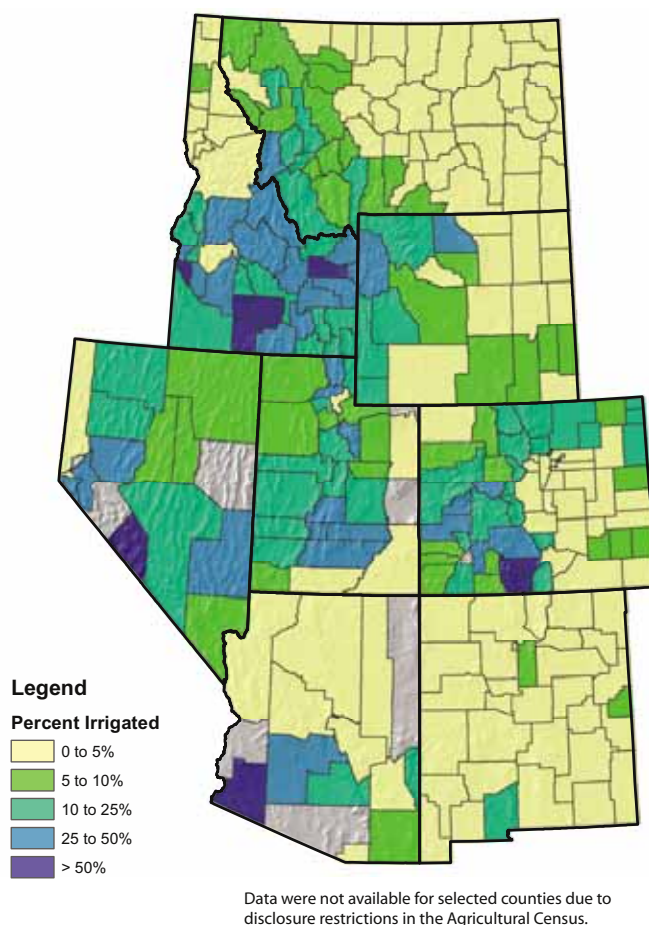 Legend
Percent Irrigated
0 to 5%
5 to 10%
10 to 25%
25 to 50%
> 50%
Data were not available for selected counties due to
disclosure restrictions in the Agricultural Census.